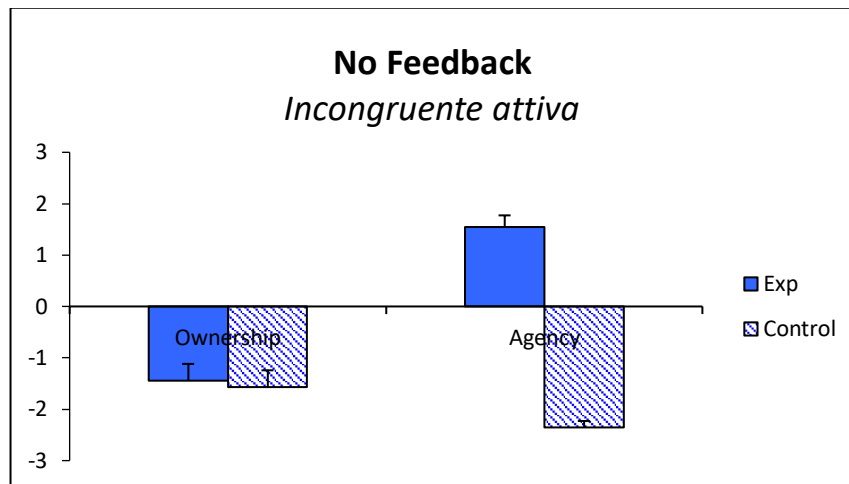 No Feedback
Incongruente attiva
3
2
1
0
-1
-2
-3
Ownership
Agency
Exp
Control